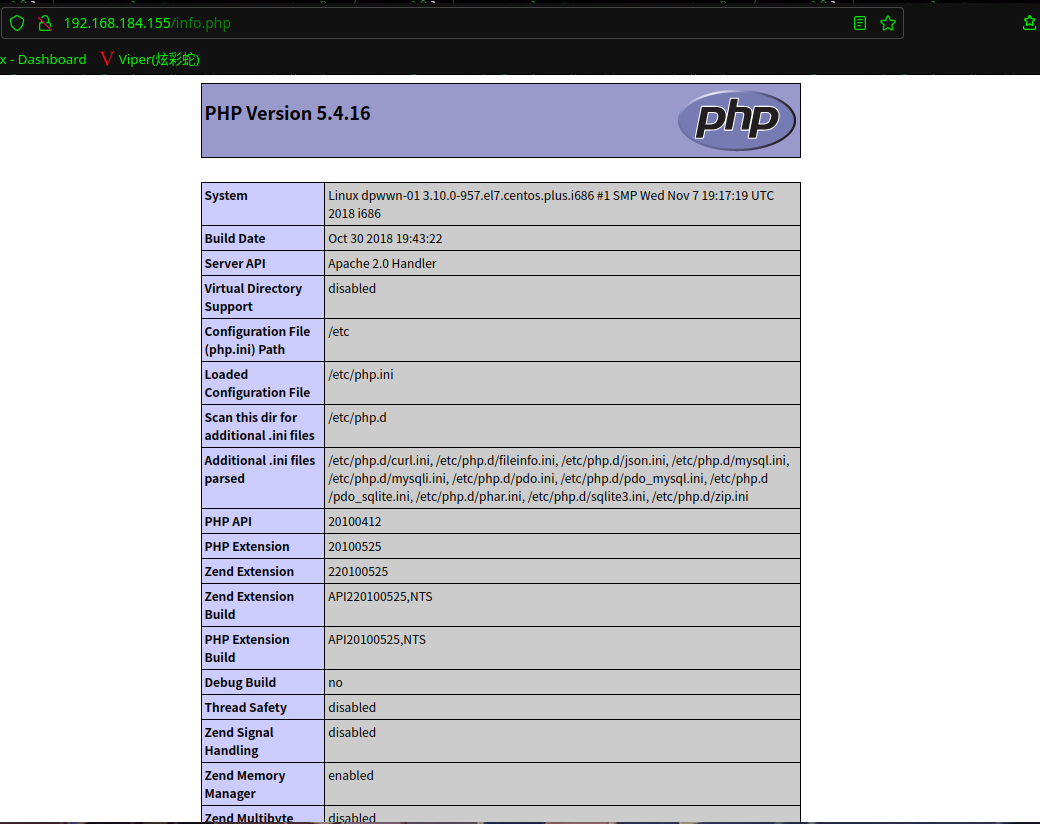 192.168.184.155/info.php
x - Dashboard
Viper(炫彩蛇)
PHP Version 5.4.16
php
System
Linux dpwwn-01 3.10.0-957.el7.centos.plus.i686 #1 SMP Wed Nov 7 19:17:19 UTC
2018 i686
Build Date
Oct 30 2018 19:43:22
Server API
Apache 2.0 Handler
Virtual Directory
Support
disabled
Configuration File
(php.ini) Path
/etc
Loaded
Configuration File
/etc/php.ini
Scan this dir for
additional .ini files
/etc/php.d
Additional .ini files
parsed
/etc/php.d/curl.ini, /etc/php.d/fileinfo.ini, /etc/php.d/json.ini, /etc/php.d/mysql.ini,
/etc/php.d/mysqli.ini, /etc/php.d/pdo.ini, /etc/php.d/pdo_mysql.ini, /etc/php.d
/pdo_sqlite.ini, /etc/php.d/phar.ini, /etc/php.d/sqlite3.ini, /etc/php.d/zip.ini
PHP API
20100412
PHP Extension
20100525
Zend Extension
220100525
Zend Extension
Build
API220100525,NTS
PHP Extension
Build
API20100525,NTS
Debug Build
no
Thread Safety
disabled
Zend Signal
Handling
disabled
Zend Memory
Manager
enabled
Zend Multibyte
disabled